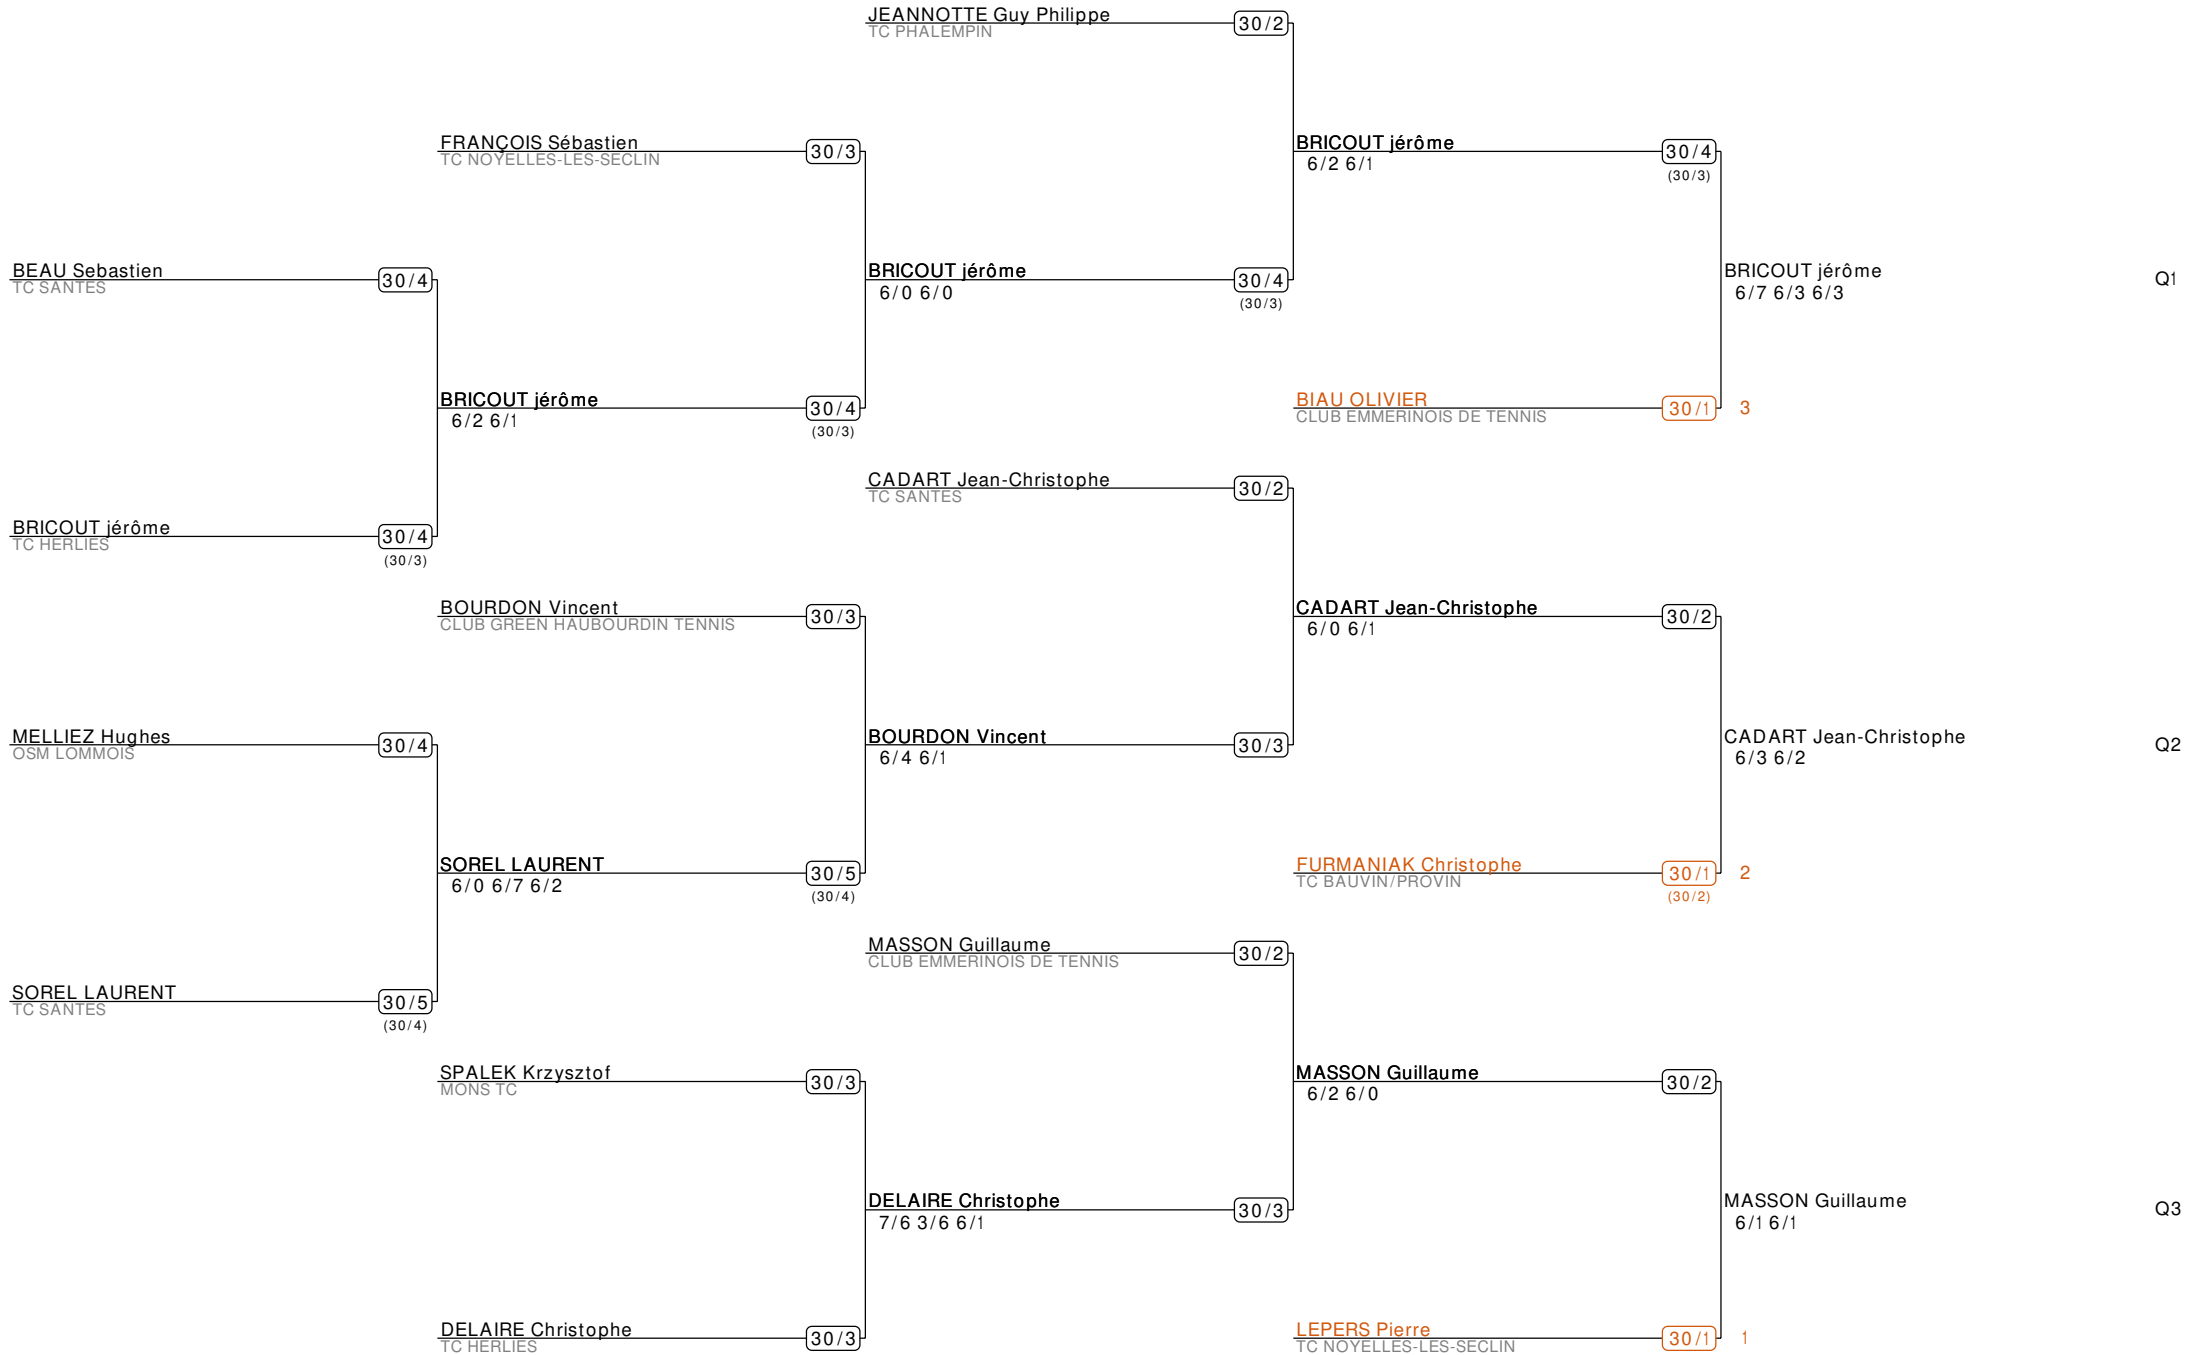 JEANNOTTE Guy Philippe
30/2
TC PHALEMPIN
FRANÇOIS Sébastien
30/3
TC NOYELLES-LES-SECLIN
BRICOUT jérôme
30/4
6/2 6/1
(30/3)
BEAU Sebastien
30/4
TC SANTES
BRICOUT jérôme
30/4
6/0 6/0
(30/3)
BRICOUT jérôme
6/7 6/3 6/3
Q1
BRICOUT jérôme
30/4
6/2 6/1
(30/3)
BIAU OLIVIER
30/1
3
CLUB EMMERINOIS DE TENNIS
CADART Jean-Christophe
30/2
TC SANTES
BRICOUT jérôme
30/4
TC HERLIES
(30/3)
BOURDON Vincent
30/3
CLUB GREEN HAUBOURDIN TENNIS
CADART Jean-Christophe
30/2
6/0 6/1
MELLIEZ Hughes
30/4
OSM LOMMOIS
BOURDON Vincent
30/3
6/4 6/1
CADART Jean-Christophe
6/3 6/2
Q2
SOREL LAURENT
30/5
6/0 6/7 6/2
(30/4)
FURMANIAK Christophe
30/1
2
TC BAUVIN/PROVIN
(30/2)
MASSON Guillaume
30/2
CLUB EMMERINOIS DE TENNIS
SOREL LAURENT
30/5
TC SANTES
(30/4)
SPALEK Krzysztof
30/3
MONS TC
MASSON Guillaume
30/2
6/2 6/0
DELAIRE Christophe
30/3
7/6 3/6 6/1
MASSON Guillaume
6/1 6/1
Q3
DELAIRE Christophe
30/3
TC HERLIES
LEPERS Pierre
30/1
1
TC NOYELLES-LES-SECLIN